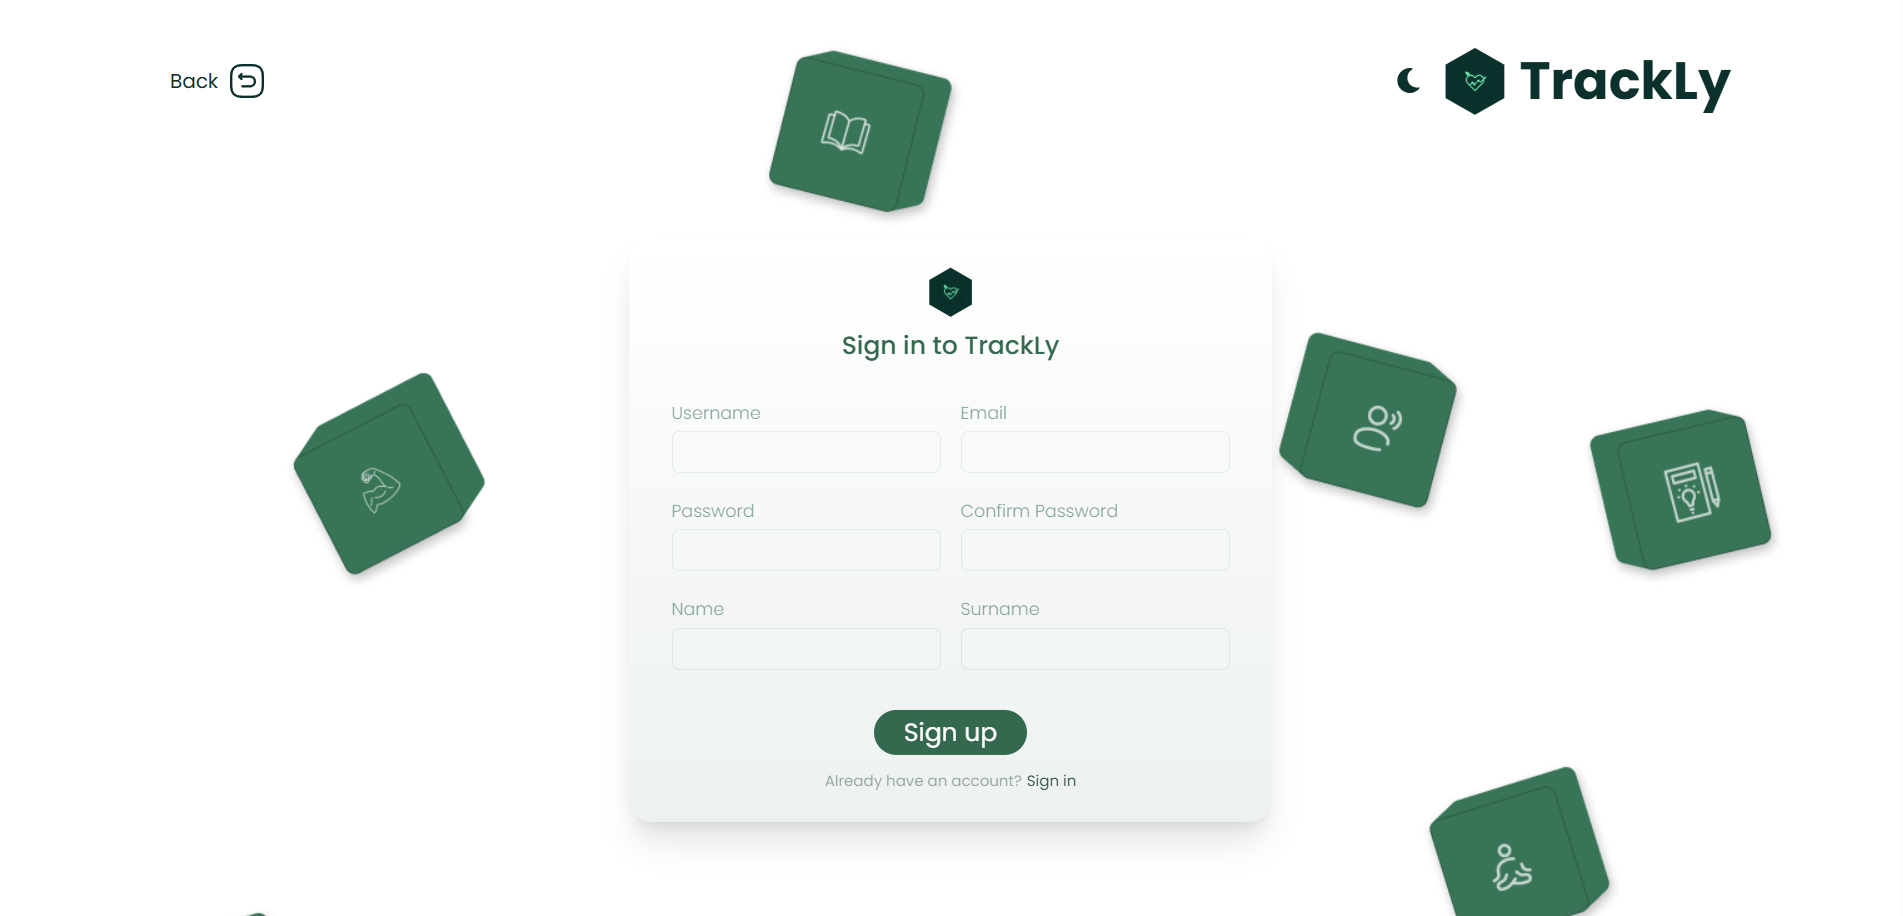 Back
TrackLy
Sign in to TrackLy
Username
Email
Password
Confirm Password
Name
Surname
Sign up
Already have an account? Sign in